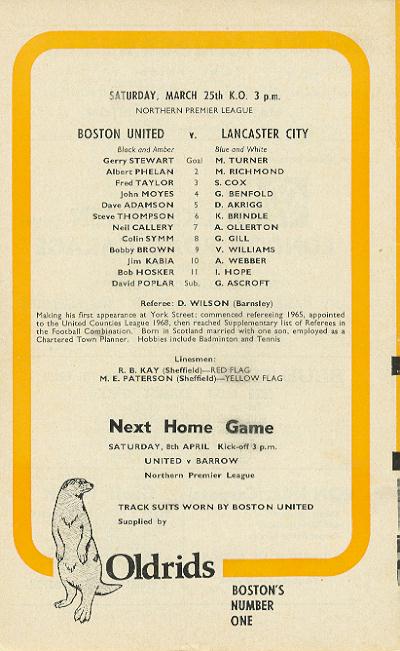 SATURDAY, MARCH 25th K.O. 3 p.m.
NORTHERN PREMIER LEAGUE
BOSTON UNITED v. LANCASTER CITY
Black and Amber Blue and White
Gerry STEWART Goal M. TURNER
Albert PHELAN 2 M. RICHMOND
Fred TAYLOR 3 S. COX
John MOYES 4 G. BENFOLD
Dave ADAMSON 5 D. AKRIGG
Steve THOMPSON 6 K. BRINDLE
Neil CALLERY 7 A. OLLERTON
Colin SYMM 8 G. GILL
Bobby BROWN 9 V. WILLIAMS
Jim KABIA 10 A. WEBBER
Bob HOSKER 11 I. HOPE
David POPLAR Sub. G. ASCROFT
Referee: D. WILSON (Barnsley)
Making his first appearance at York Street; commenced refereeing 1965, appointed
to the United Counties League 1968, then reached Supplementary list of Referees in
the Football Combination. Born in Scotland married with one son, employed as a
Chartered Town Planner. Hobbies include Badminton and Tennis
Linesmen:
R. B. KAY (Sheffield)—RED FLAG
M. E. PATERSON (Sheffield)—YELLOW FLAG
Next Home Game
SATURDAY, 8th APRIL Kick-off 3 p.m.
UNITED v BARROW
Northern Premier League
TRACK SUITS WORN BY BOSTON UNITED
Supplied by
Oldrids
BOSTON'S
NUMBER
ONE